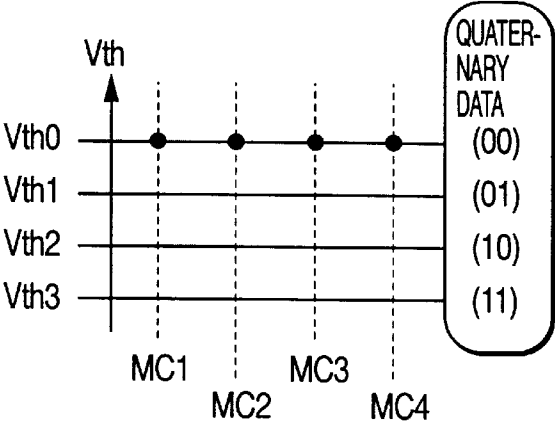 QUATER-
NARY
DATA
Vth
Vth0 (00)
Vth1 (01)
Vth2 (10)
Vth3 (11)
MC1 MC3
MC2 MC4